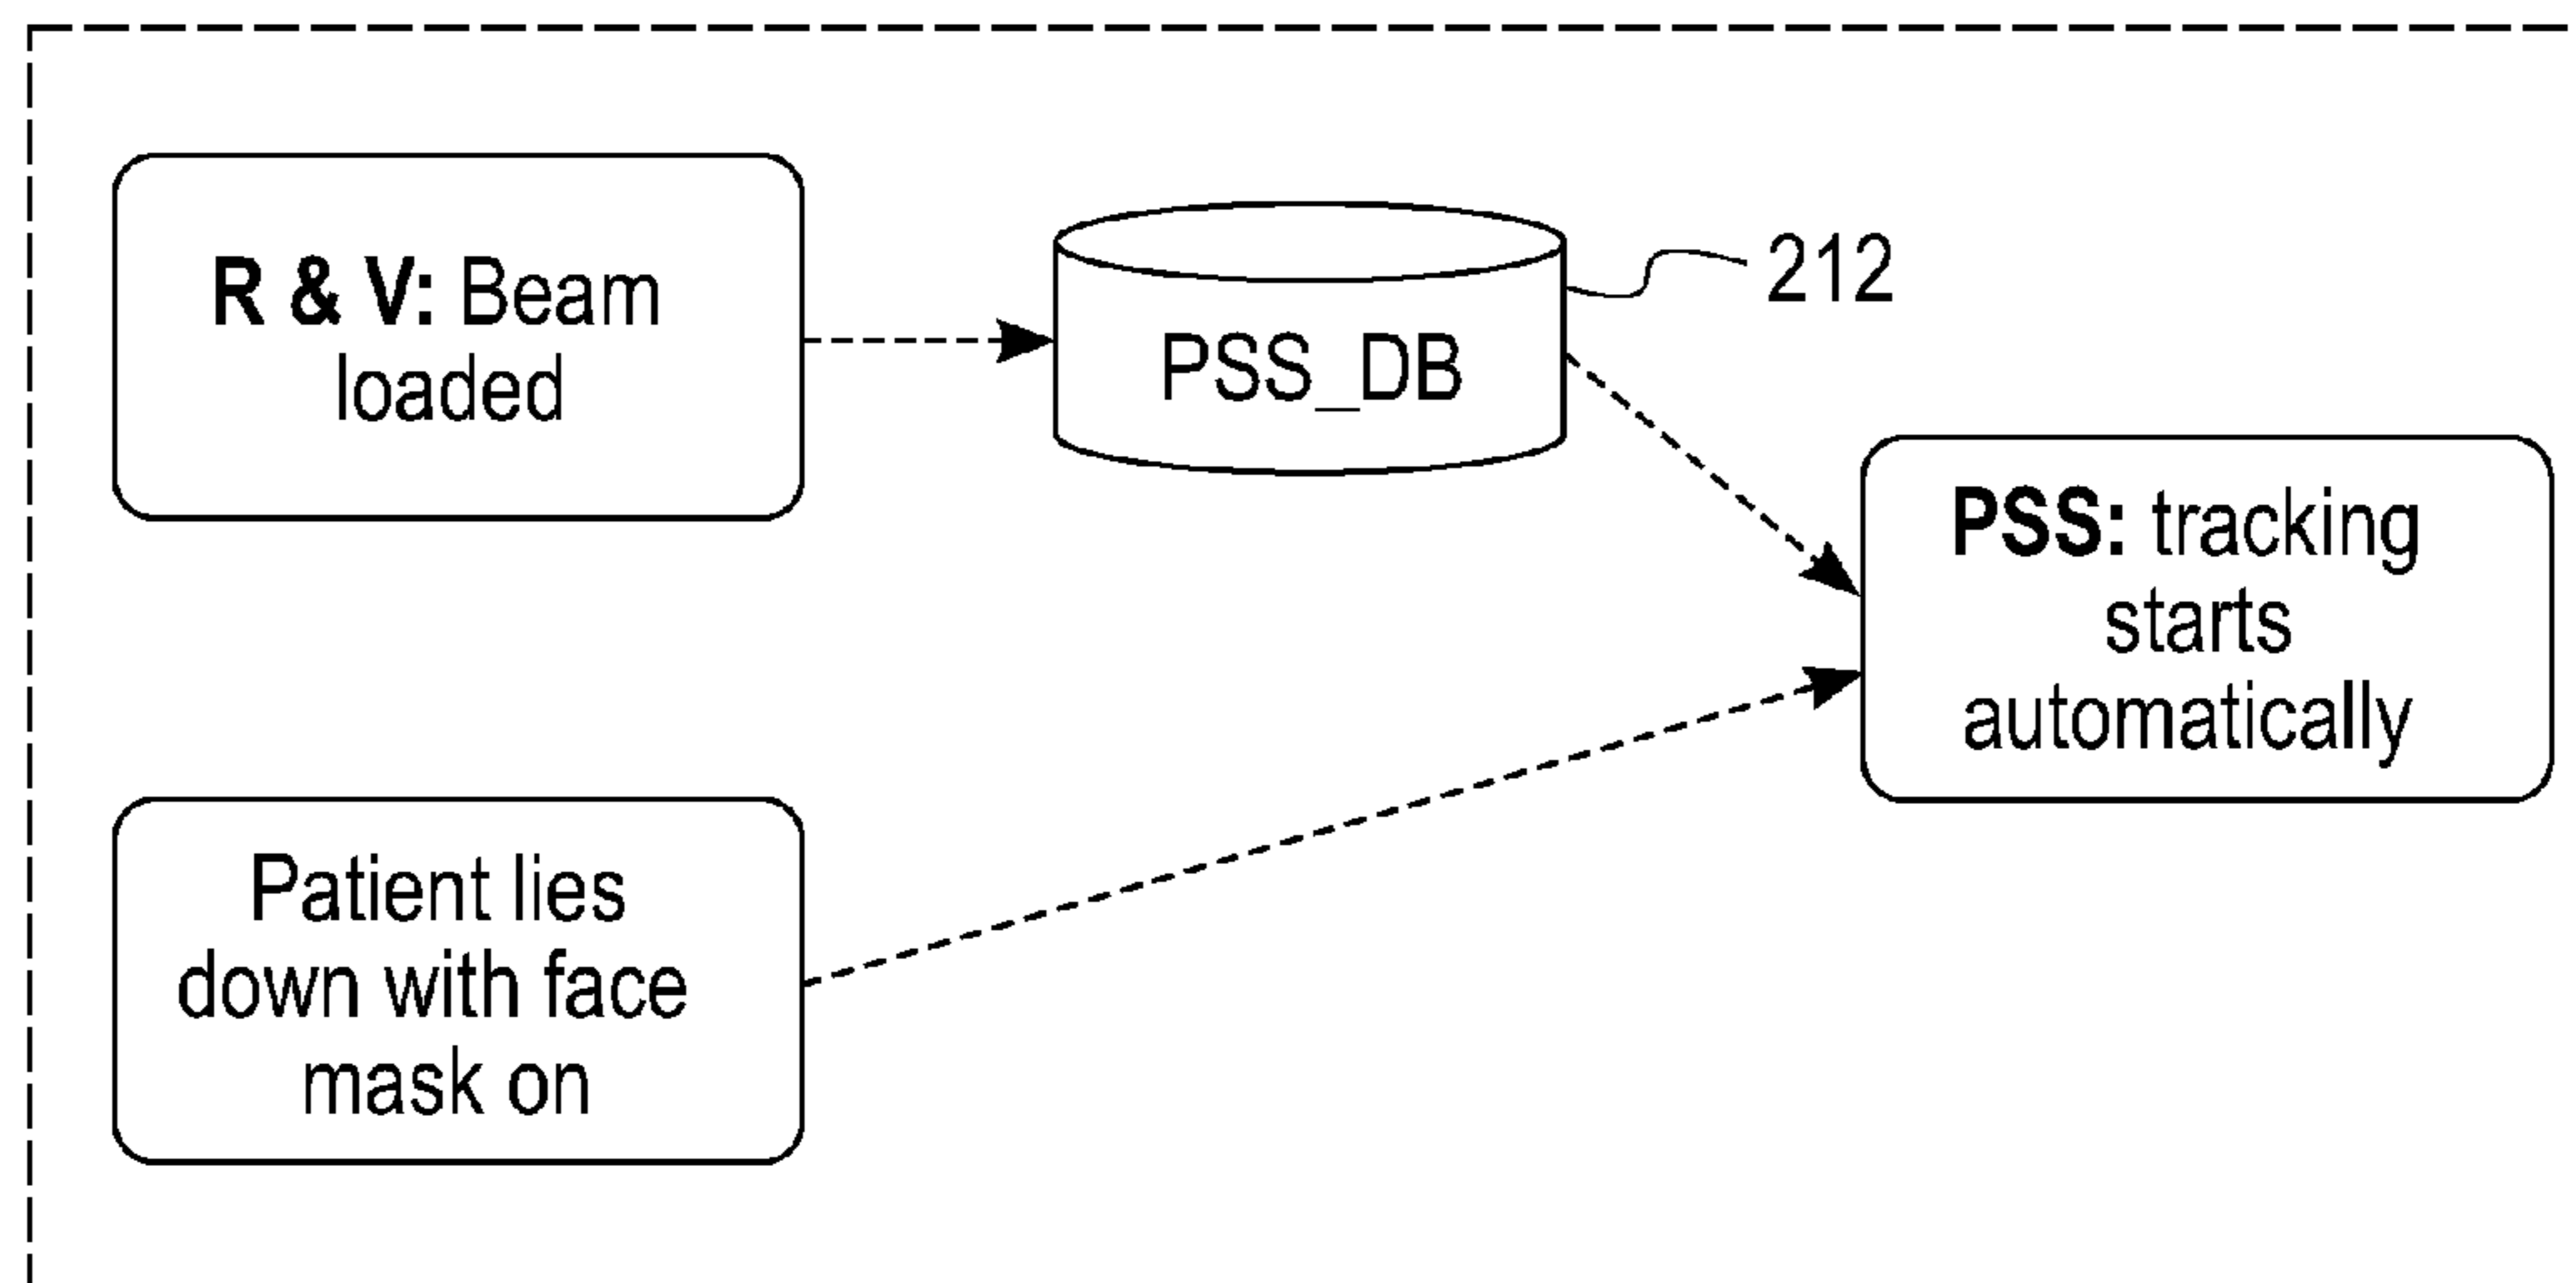 R & V: Beam
loaded
PSS_DB
212
PSS: tracking
starts
automatically
Patient lies
down with face
mask on